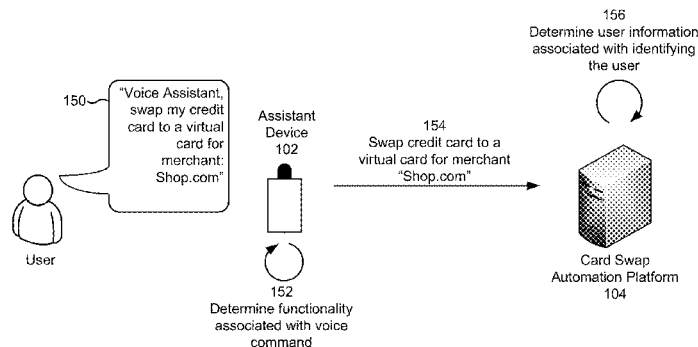 150
"Voice Assistant,
swap my credit
card to a virtual
card for
merchant:
Shop.com"
User
Assistant
Device
102
152
Determine functionality
associated with voice
command
154
Swap credit card to a
virtual card for merchant
"Shop.com"
156
Determine user information
associated with identifying
the user
Card Swap
Automation Platform
104